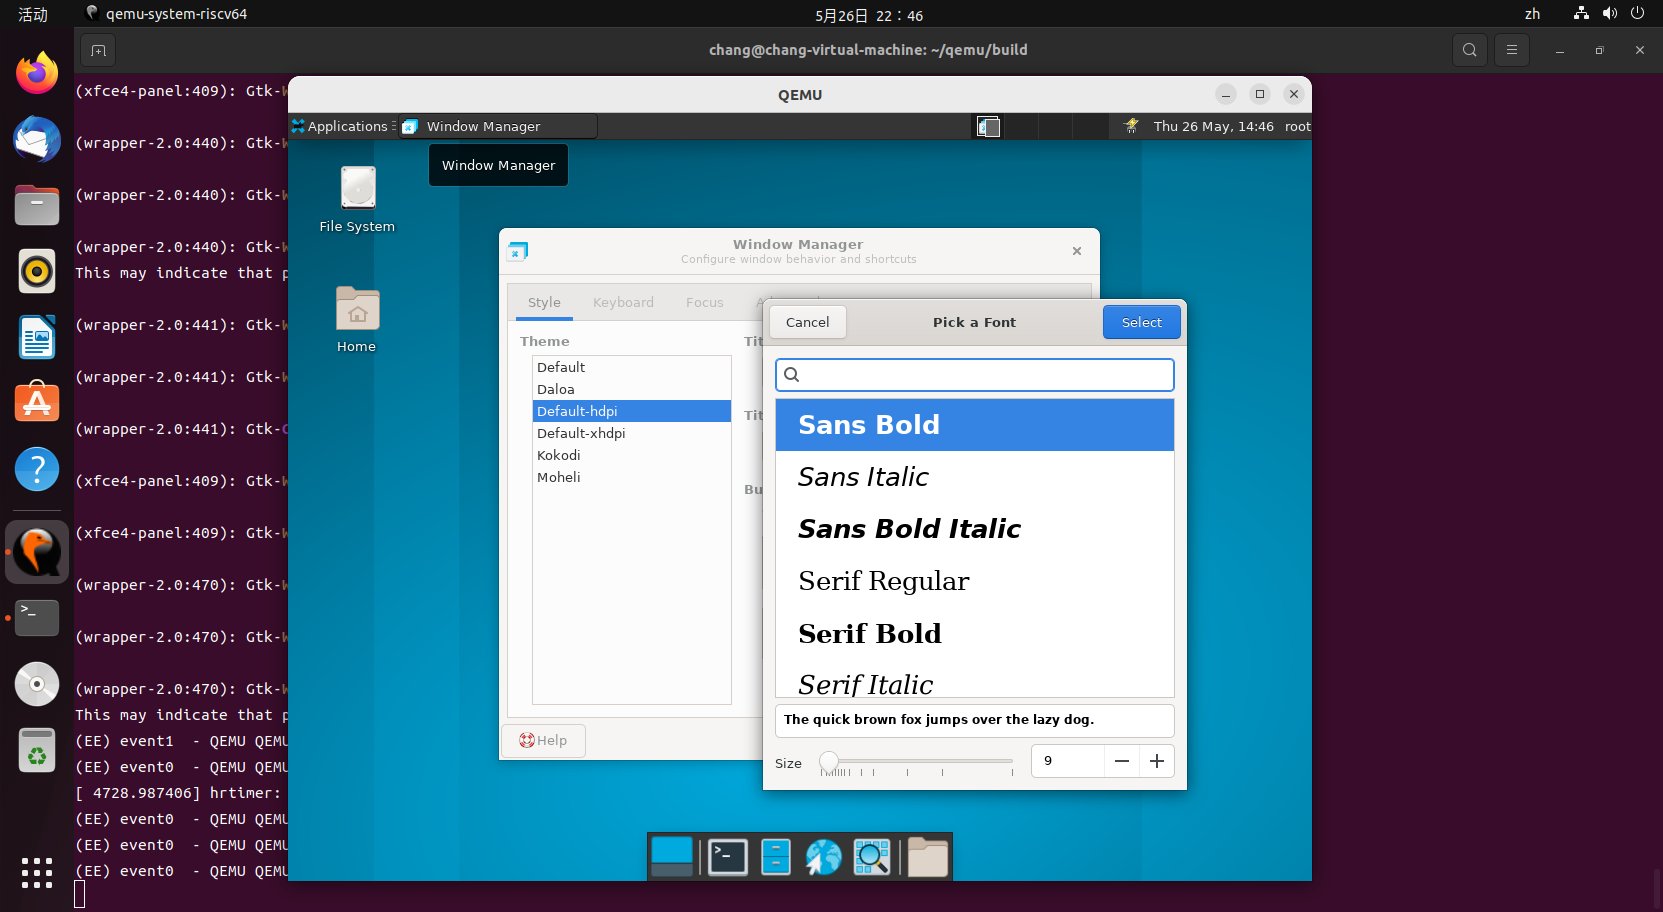 活动
qemu-system-riscv64
5月26日 22：46
zh
chang@chang-virtual-machine: ~/qemu/build
(xfce4-panel:409): Gtk-W
(wrapper-2.0:440): Gtk-W
(wrapper-2.0:440): Gtk-W
(wrapper-2.0:440): Gtk-W
This may indicate that p
(wrapper-2.0:441): Gtk-W
(wrapper-2.0:441): Gtk-W
(wrapper-2.0:441): Gtk-C
(xfce4-panel:409): Gtk-W
(xfce4-panel:409): Gtk-W
(wrapper-2.0:470): Gtk-W
(wrapper-2.0:470): Gtk-W
(wrapper-2.0:470): Gtk-W
This may indicate that p
(EE) event1  - QEMU QEMU
(EE) event0  - QEMU QEMU
[ 4728.987406] hrtimer:
(EE) event0  - QEMU QEMU
(EE) event0  - QEMU QEMU
(EE) event0  - QEMU QEMU
QEMU
Applications
Window Manager
Thu 26 May, 14:46
root
Window Manager
File System
Home
Window Manager
Configure window behavior and shortcuts
Style
Keyboard
Focus
Theme
Default
Daloa
Default-hdpi
Default-xhdpi
Kokodi
Moheli
Tit
Tit
Bu
Help
Cancel
Pick a Font
Select
Sans Bold
Sans Italic
Sans Bold Italic
Serif Regular
Serif Bold
Serif Italic
The quick brown fox jumps over the lazy dog.
Size
9